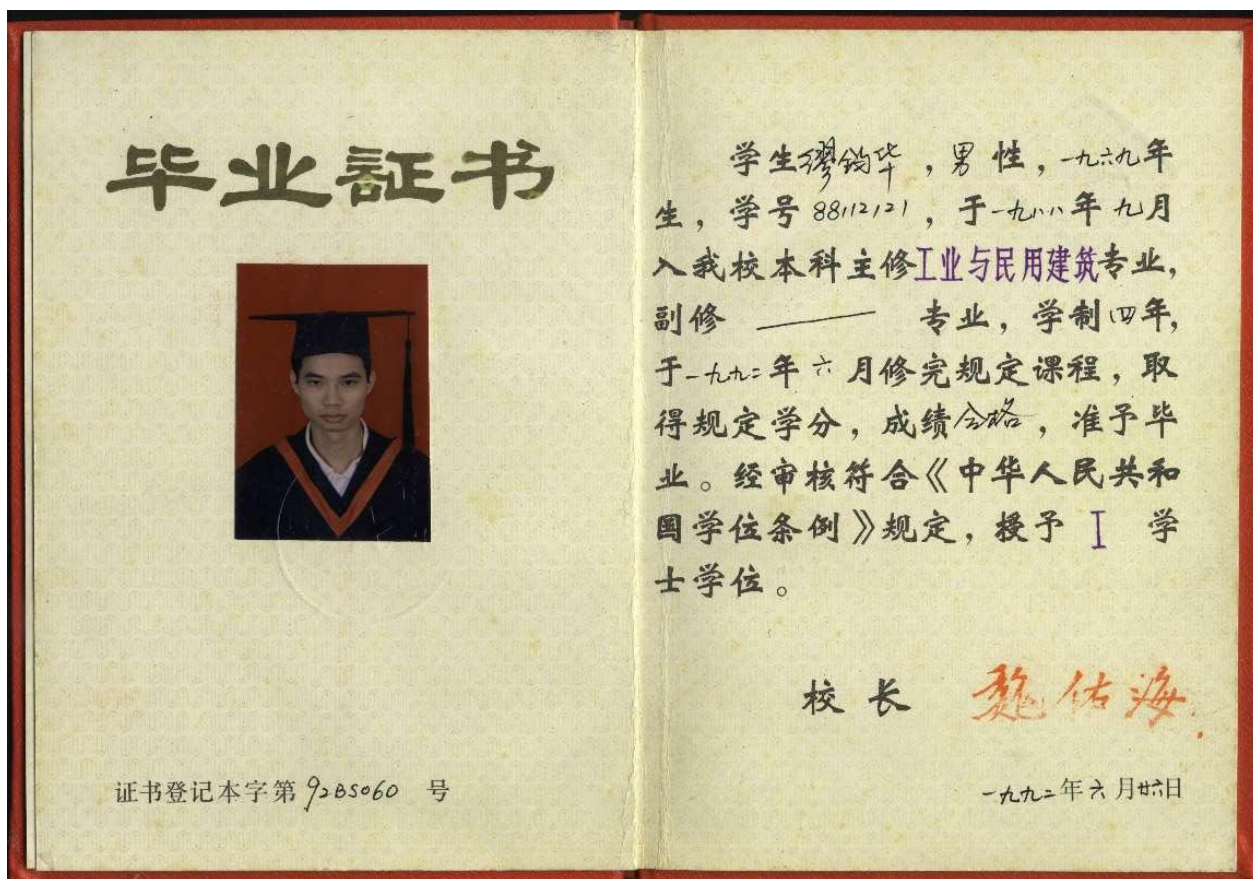 毕业証书
证书登记本字第92BS060 号
学生缪钧华，男性，一九六九年
生，学号88112121，于一九八八年九月
入我校本科主修工业与民用建筑专业，
副修 —— 专业，学制四年，
于一九九二年六月修完规定课程，取
得规定学分，成绩合格，准予毕
业。经审核符合《中华人民共和
国学位条例》规定，授予 工 学
士学位。
校长 魏佑海
一九九二年六月廿六日